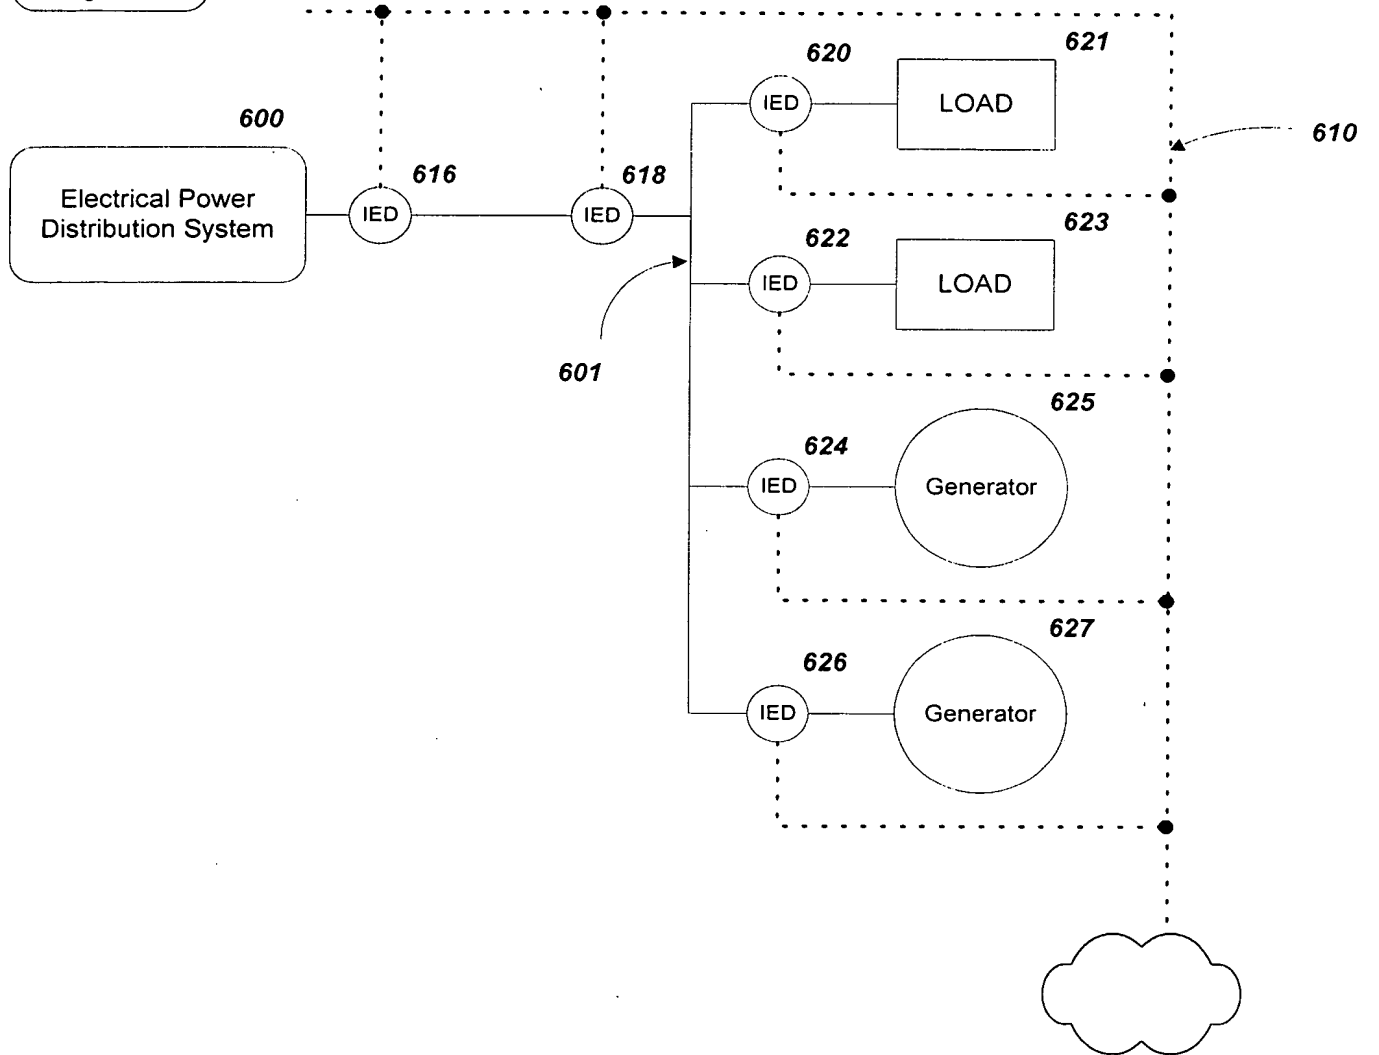 620
621
IED
LOAD
600
610
Electrical Power
Distribution System
616
618
IED
IED
622
623
IED
LOAD
601
624
625
IED
Generator
626
627
IED
Generator